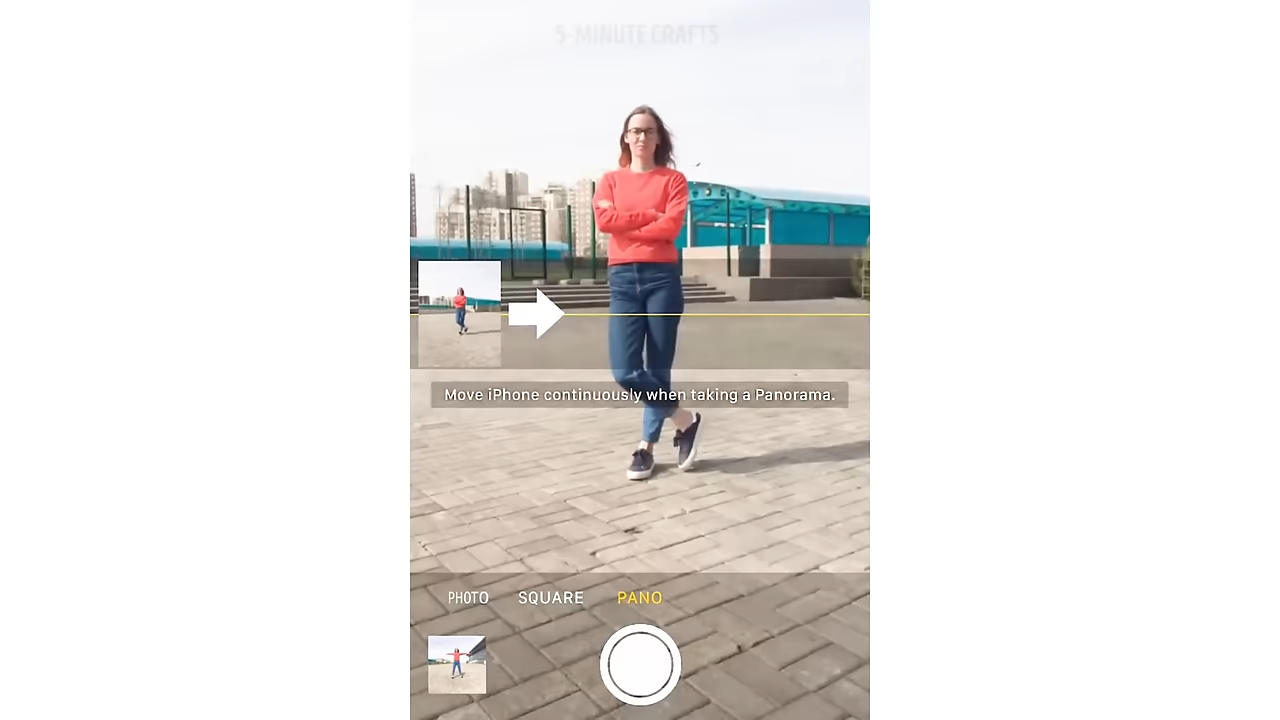 5-MINUTE CRAFTS
Move iPhone continuously when taking a Panorama.
PHOTO SQUARE PANO